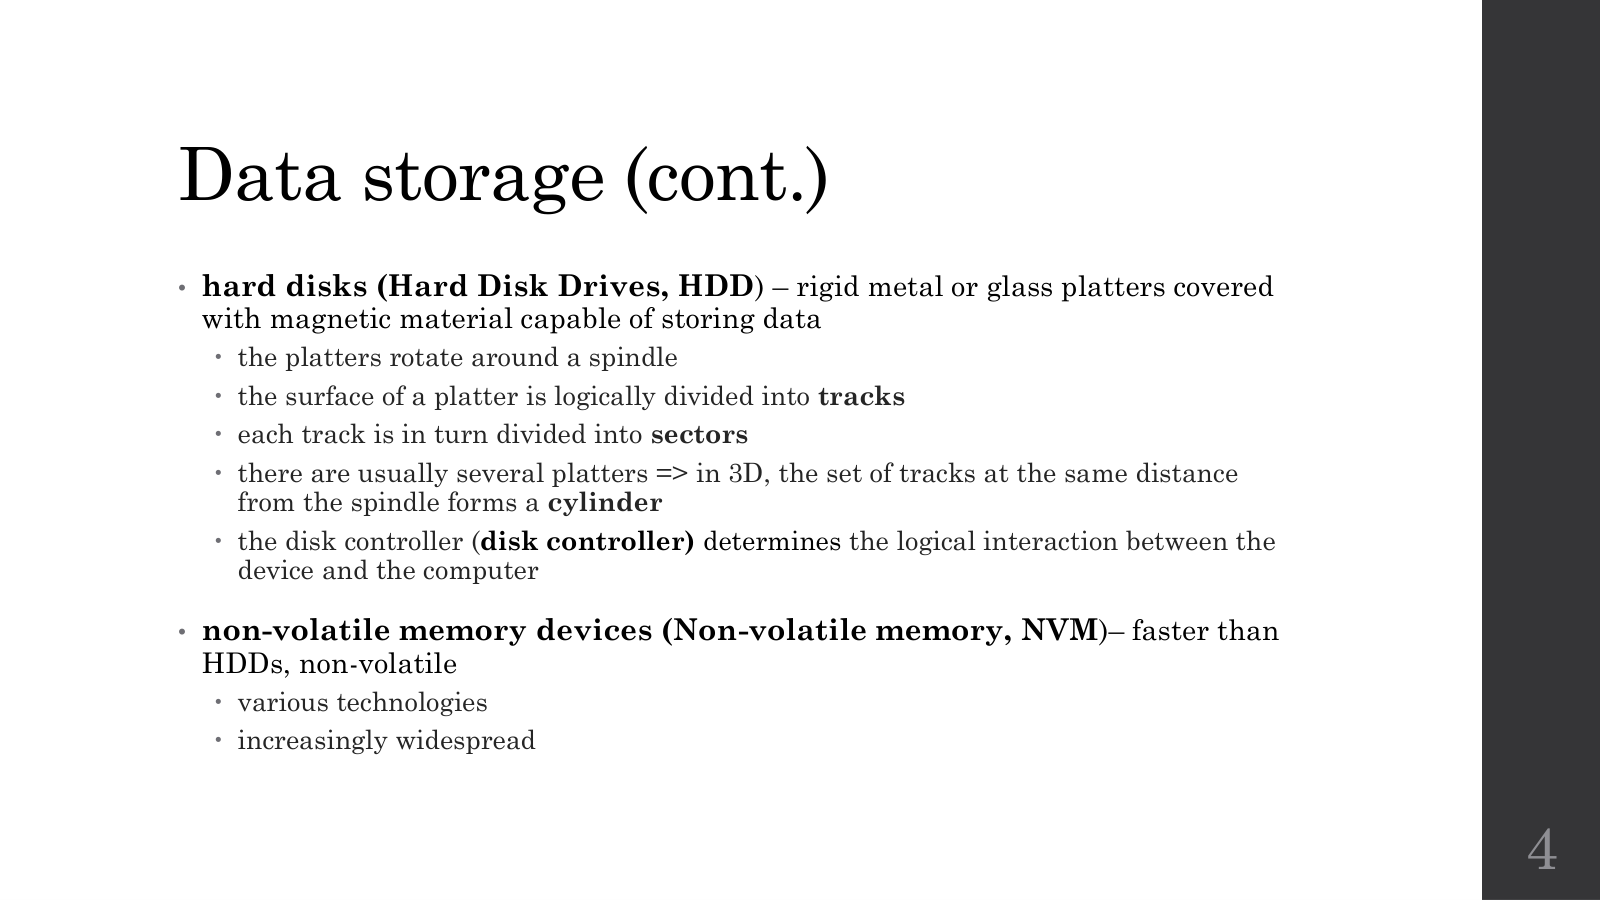 Data storage (cont.)
• hard disks (Hard Disk Drives, HDD) – rigid metal or glass platters covered
with magnetic material capable of storing data
• the platters rotate around a spindle
• the surface of a platter is logically divided into tracks
• each track is in turn divided into sectors
• there are usually several platters => in 3D, the set of tracks at the same distance
from the spindle forms a cylinder
• the disk controller (disk controller) determines the logical interaction between the
device and the computer
• non-volatile memory devices (Non-volatile memory, NVM)– faster than
HDDs, non-volatile
• various technologies
• increasingly widespread
4